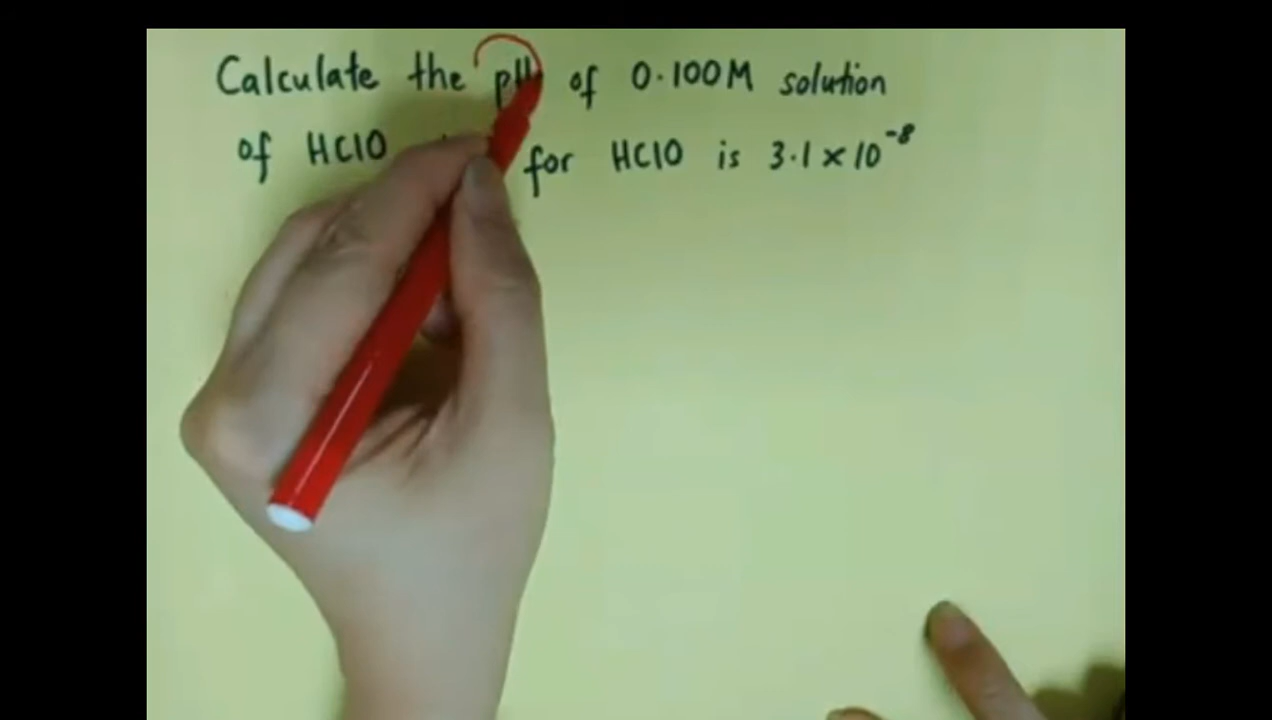 Calculate the pH of 0.100M solution
of HClO for HClO is 3.1 x 10⁻⁸